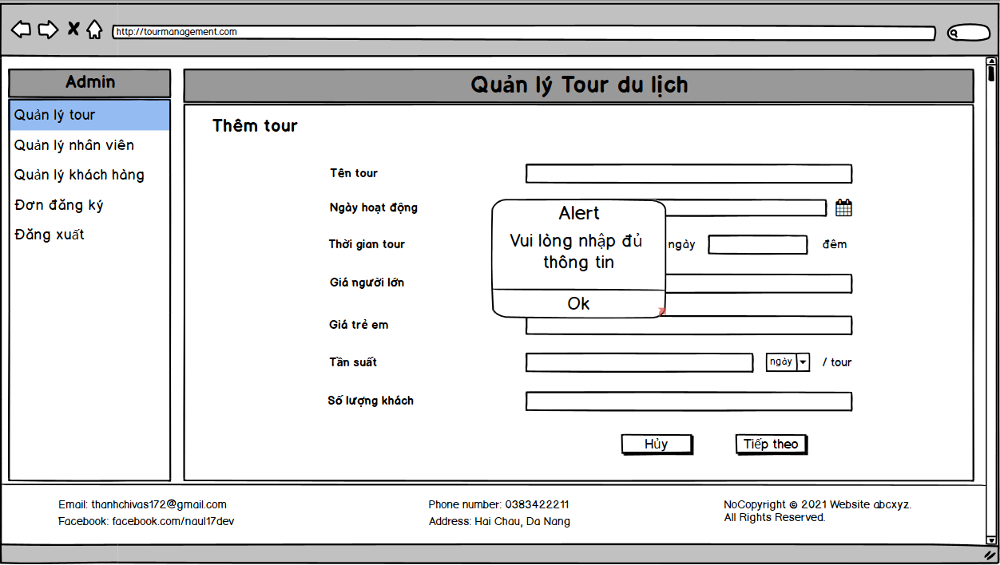 http://tourmanagement.com
Admin
Quản lý tour
Quản lý nhân viên
Quản lý khách hàng
Đơn đăng ký
Đăng xuất
Quản lý Tour du lịch
Thêm tour
Tên tour
Ngày hoạt động
Thời gian tour
ngày
đêm
Giá người lớn
Giá trẻ em
Tần suất
ngày
/ tour
Số lượng khách
Alert
Vui lòng nhập đủ
thông tin
Ok
Hủy
Tiếp theo
Email: thanhchivas172@gmail.com
Facebook: facebook.com/naul17dev
Phone number: 0383422211
Address: Hai Chau, Da Nang
NoCopyright © 2021 Website abcxyz.
All Rights Reserved.